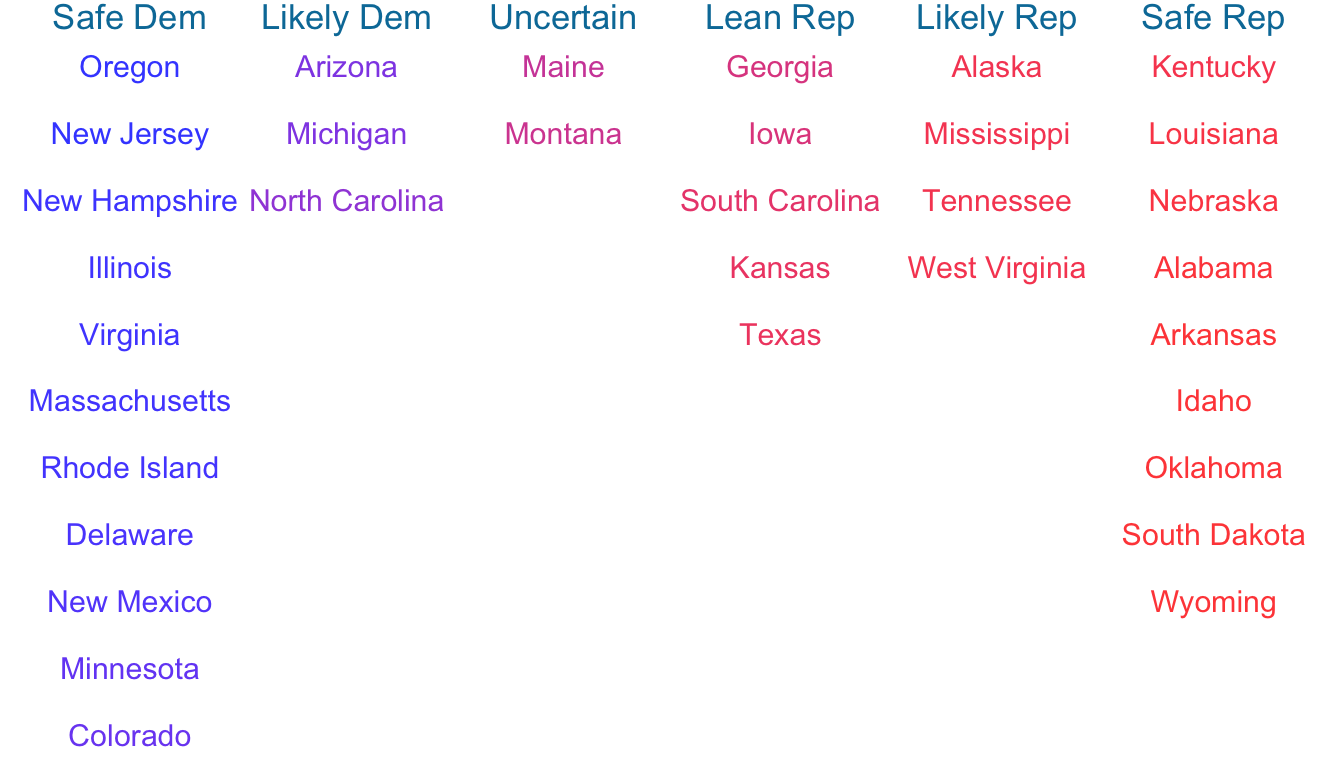 Safe Dem Likely Dem Uncertain Lean Rep Likely Rep Safe Rep
Oregon Arizona Maine Georgia Alaska Kentucky
New Jersey Michigan Montana Iowa Mississippi Louisiana
New Hampshire North Carolina South Carolina Tennessee Nebraska
Illinois Kansas West Virginia Alabama
Virginia Texas Arkansas
Massachusetts Idaho
Rhode Island Oklahoma
Delaware South Dakota
New Mexico Wyoming
Minnesota
Colorado